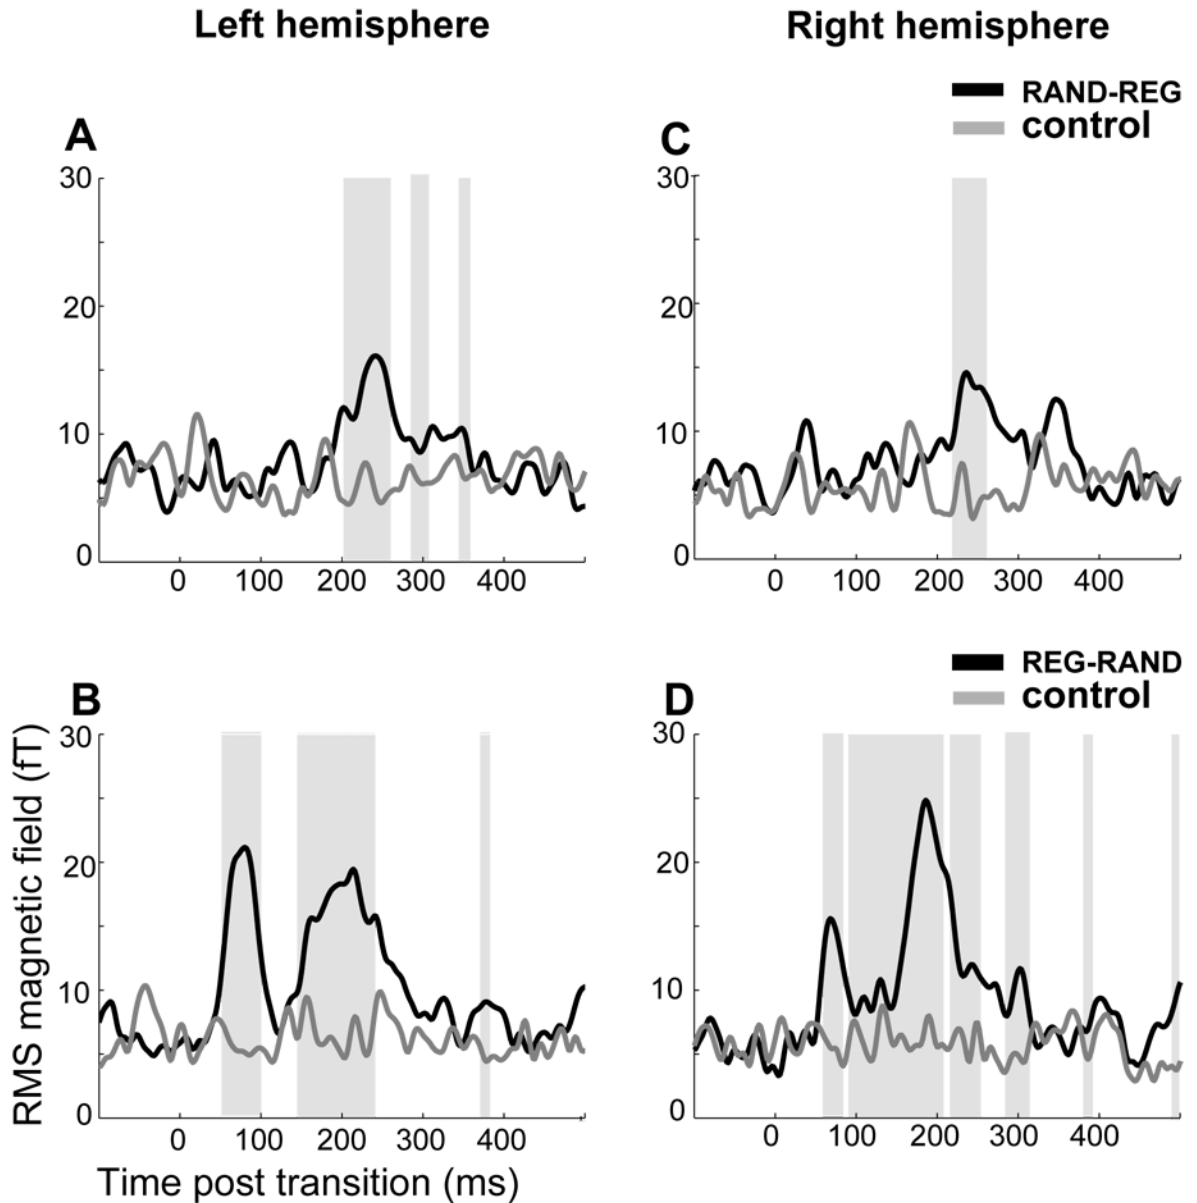 Left hemisphere
Right hemisphere
RAND-REG
control
A
30
20
10
0
0 100 200 300 400
C
30
20
10
0
0 100 200 300 400
REG-RAND
control
B
30
20
10
0
0 100 200 300 400
D
30
20
10
0
0 100 200 300 400
RMS magnetic field (fT)
Time post transition (ms)